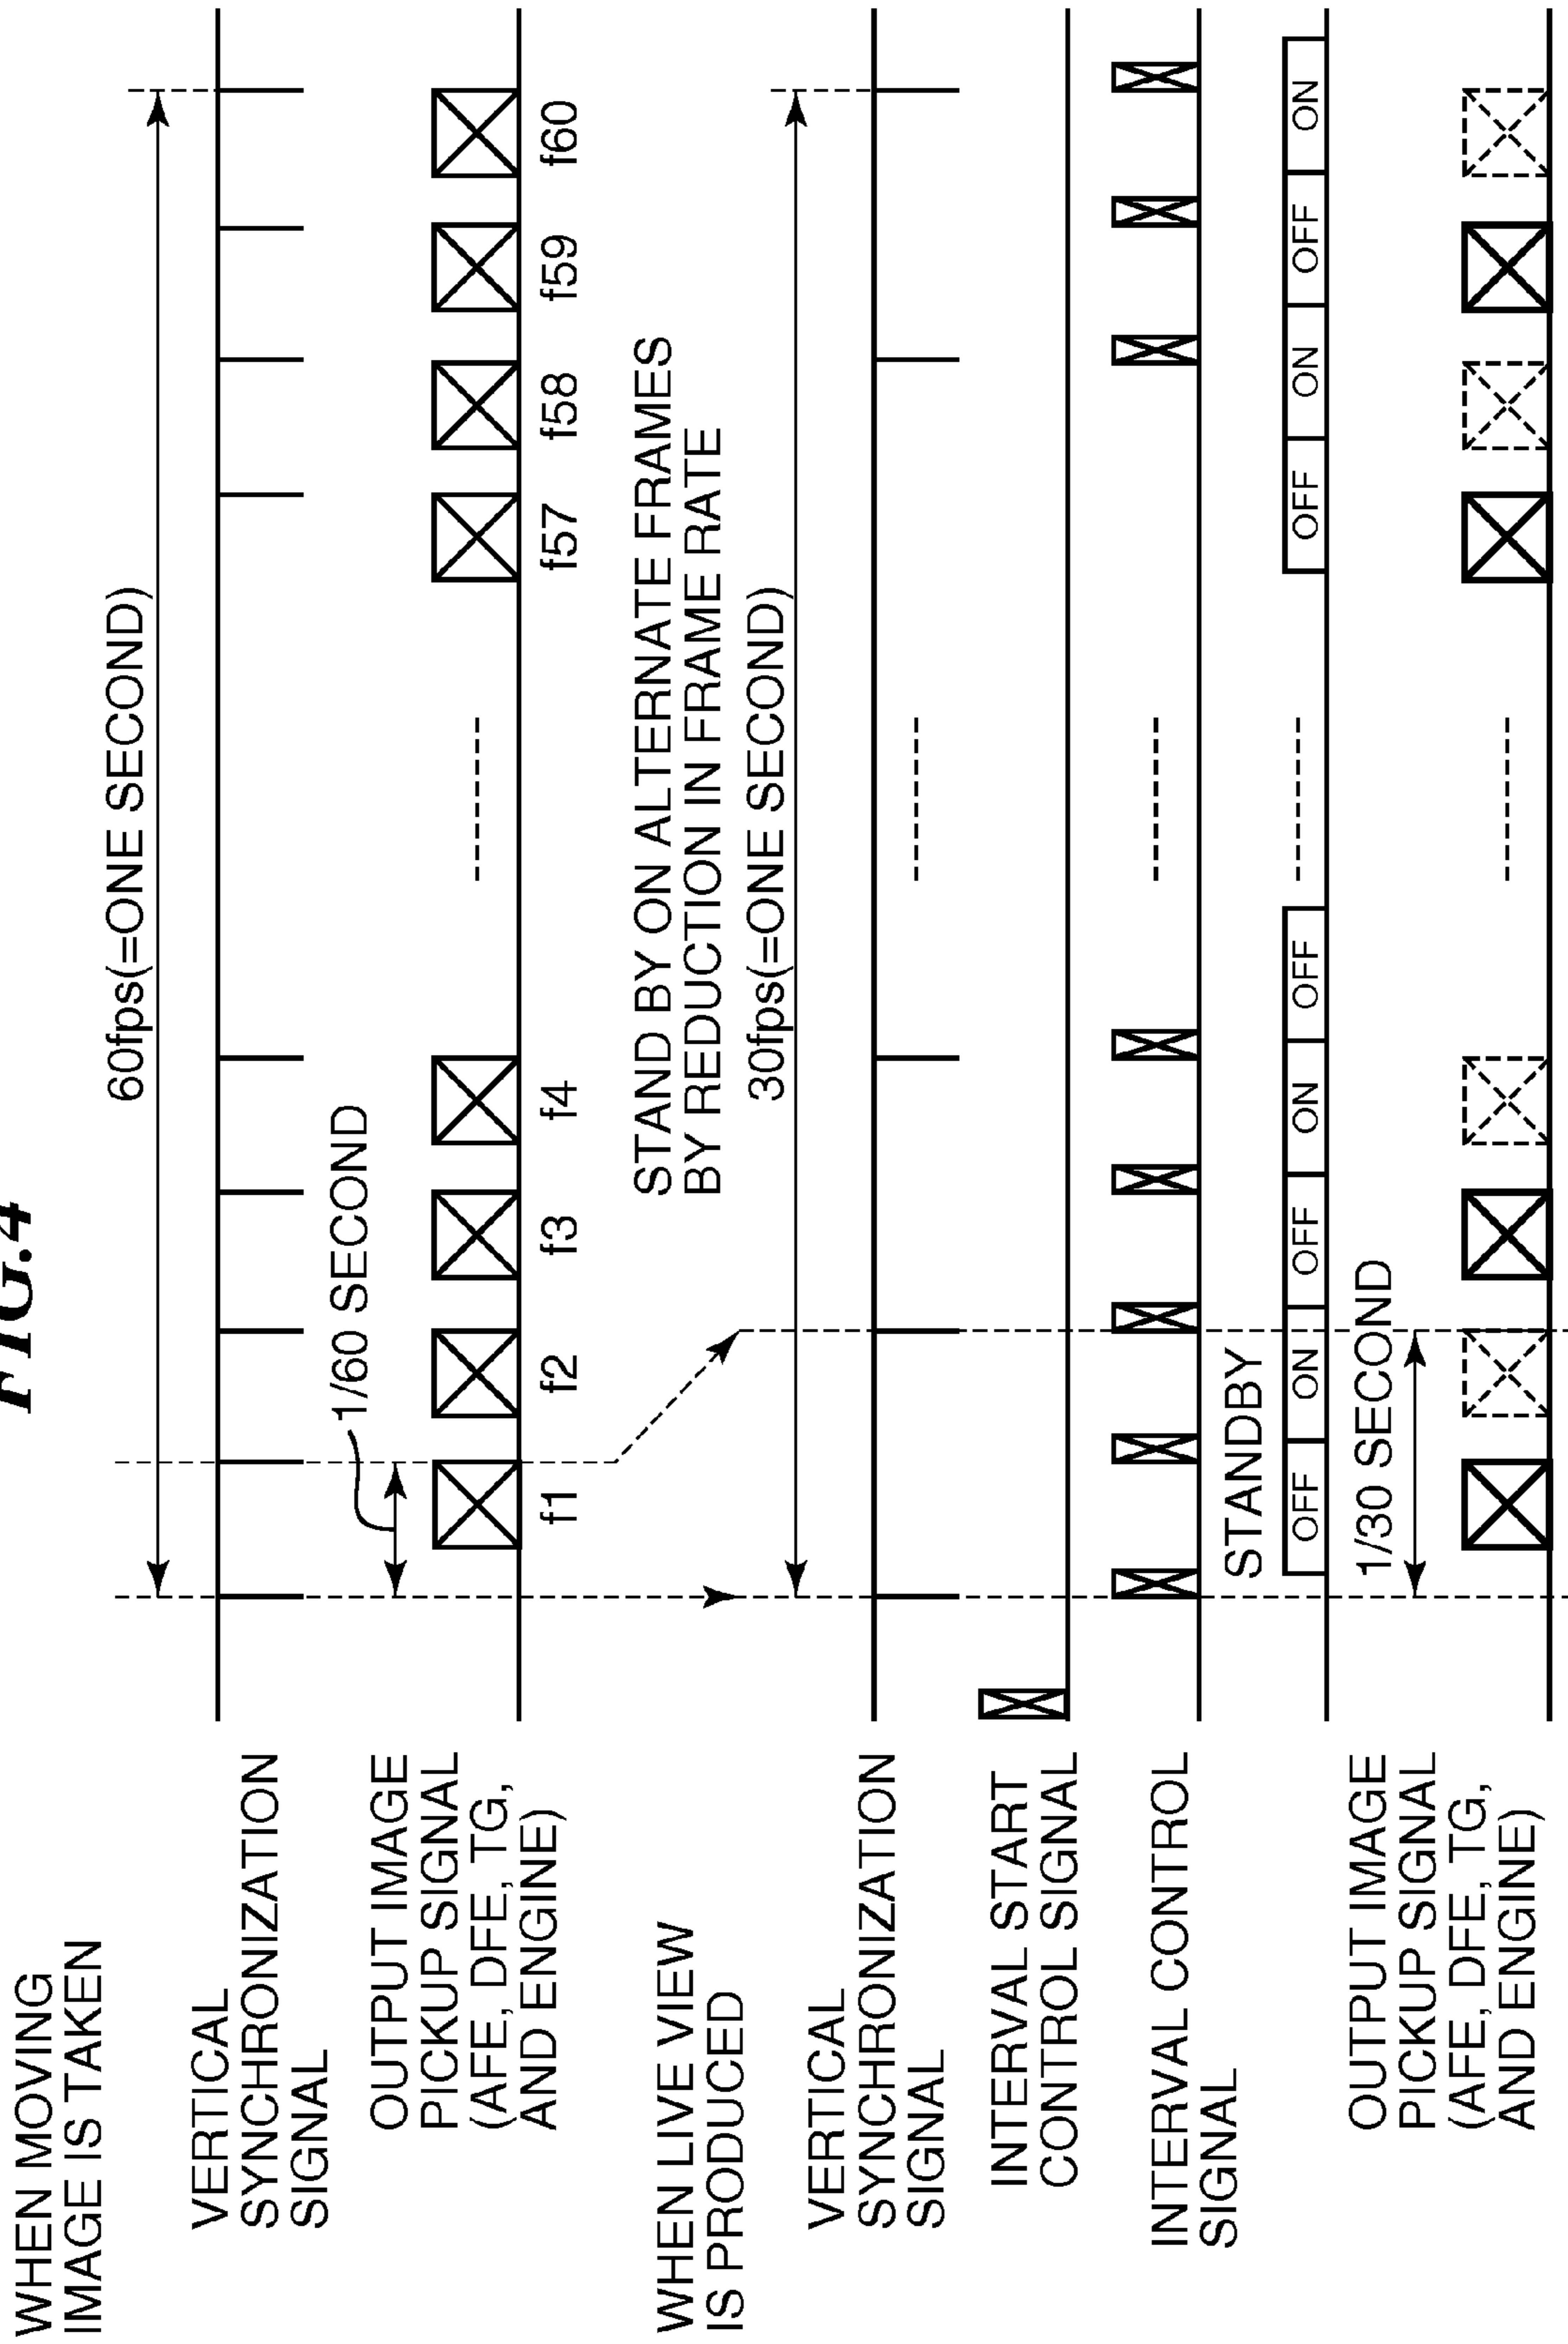 FIG.4
WHEN MOVING
IMAGE IS TAKEN
60fps(=ONE SECOND)
VERTICAL
SYNCHRONIZATION
SIGNAL
1/60 SECOND
OUTPUT IMAGE
PICKUP SIGNAL
(AFE, DFE, TG,
AND ENGINE)
f1 f2 f3 f4 f57 f58 f59 f60
STAND BY ON ALTERNATE FRAMES
BY REDUCTION IN FRAME RATE
WHEN LIVE VIEW
IS PRODUCED
30fps(=ONE SECOND)
VERTICAL
SYNCHRONIZATION
SIGNAL
INTERVAL START
CONTROL SIGNAL
INTERVAL CONTROL
SIGNAL
STANDBY
OFF ON OFF ON OFF OFF ON OFF ON
1/30 SECOND
OUTPUT IMAGE
PICKUP SIGNAL
(AFE, DFE, TG,
AND ENGINE)